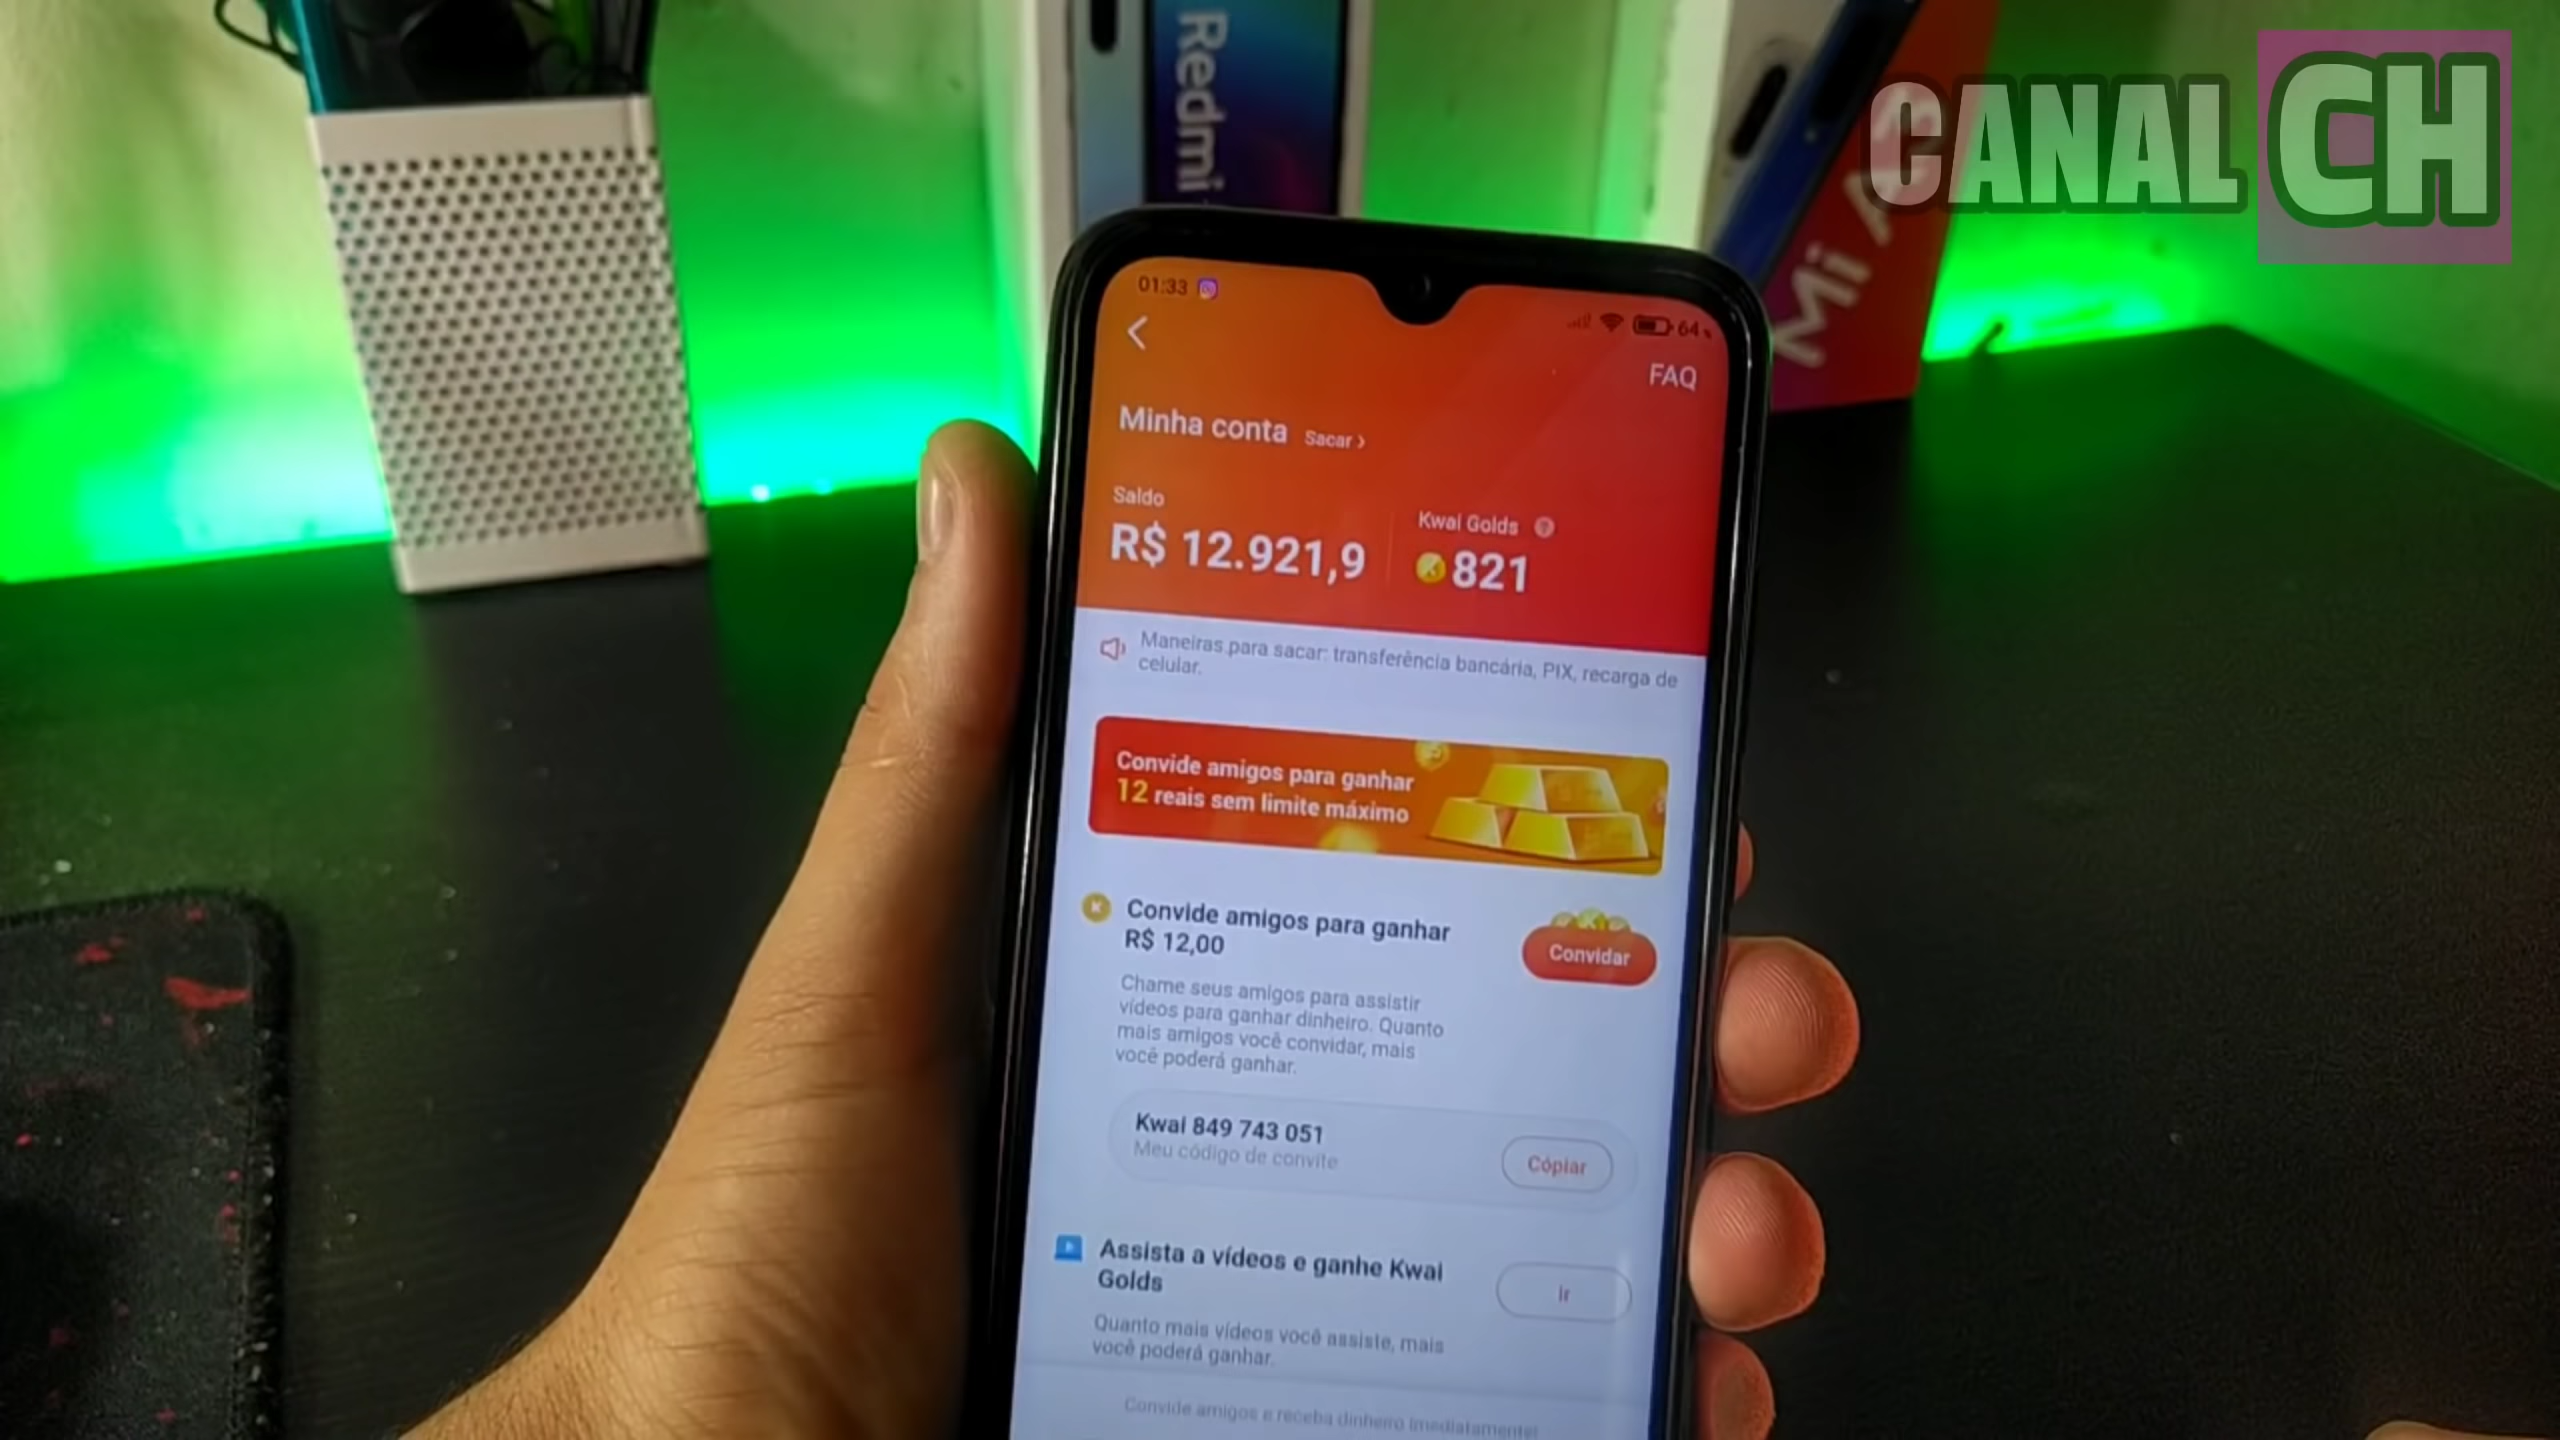 Redmi
CANAL CH
Mi A
01:33
64
FAQ
Minha conta Sacar >
Saldo
R$ 12.921,9
Kwai Golds ?
821
Maneiras para sacar: transferência bancária, PIX, recarga de
celular.
Convide amigos para ganhar
12 reais sem limite máximo
Convide amigos para ganhar
R$ 12,00
Convidar
Chame seus amigos para assistir
vídeos para ganhar dinheiro. Quanto
mais amigos você convidar, mais
você poderá ganhar.
Kwai 849 743 051
Meu código de convite
Copiar
Assista a vídeos e ganhe Kwai
Golds
Ir
Quanto mais vídeos você assiste, mais
você poderá ganhar.
Convide amigos e receba dinheiro imediatamente!